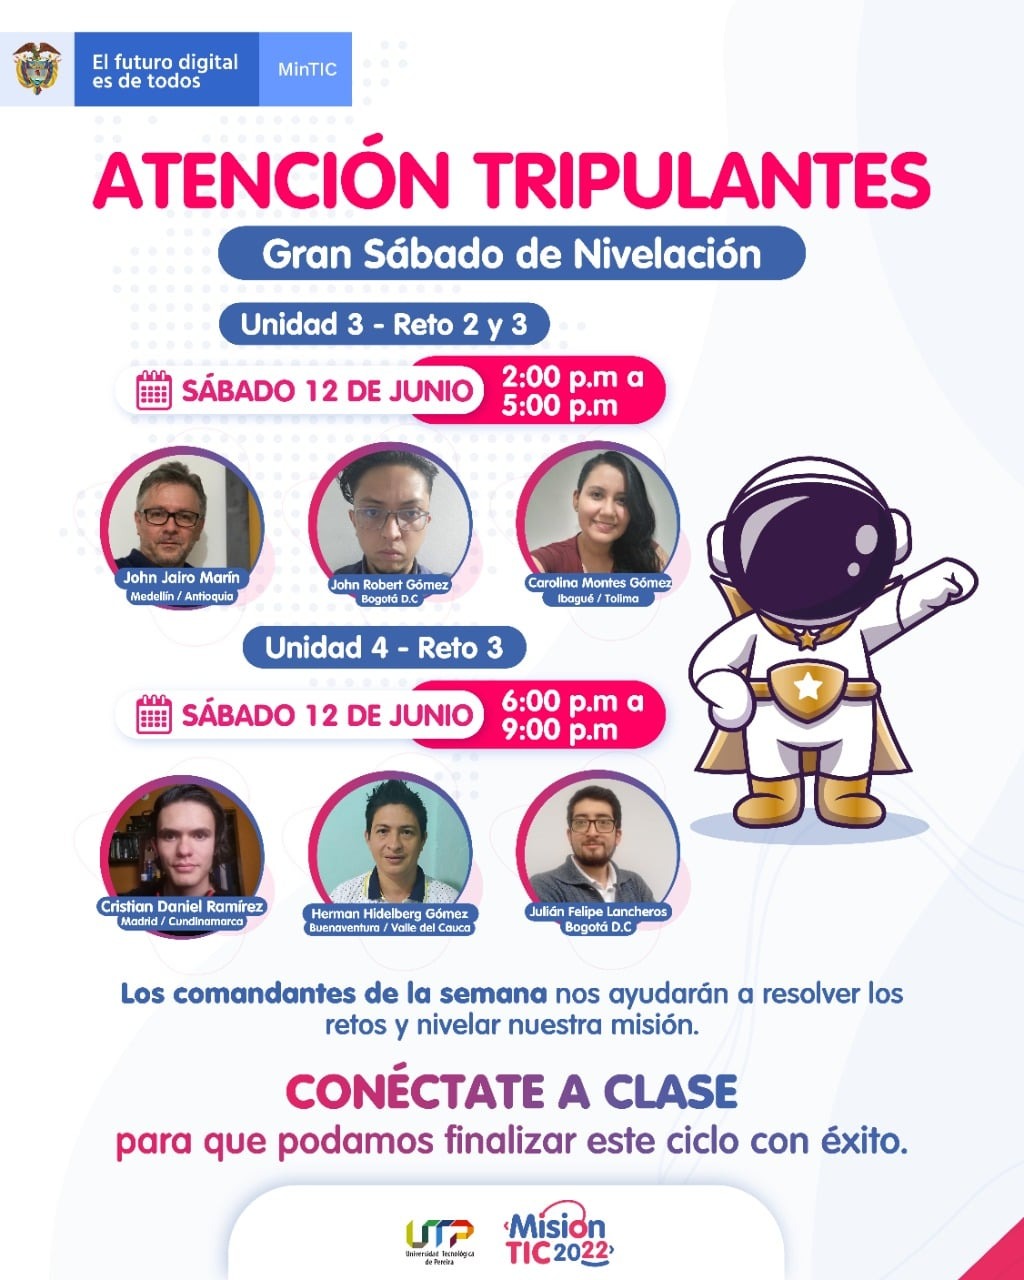 El futuro digital
es de todos
MinTIC
ATENCIÓN TRIPULANTES
Gran Sábado de Nivelación
Unidad 3 - Reto 2 y 3
SÁBADO 12 DE JUNIO
2:00 p.m a
5:00 p.m
John Jairo Marín
Medellín / Antioquia
John Robert Gómez
Bogotá D.C
Carolina Montes Gómez
Ibagué / Tolima
Unidad 4 - Reto 3
SÁBADO 12 DE JUNIO
6:00 p.m a
9:00 p.m
Cristian Daniel Ramírez
Madrid / Cundinamarca
Herman Hidelberg Gómez
Buenaventura / Valle del Cauca
Julián Felipe Lancheros
Bogotá D.C
Los comandantes de la semana nos ayudarán a resolver los
retos y nivelar nuestra misión.
CONÉCTATE A CLASE
para que podamos finalizar este ciclo con éxito.
UTP
Universidad Tecnológica
de Pereira
Misión
TIC 2022